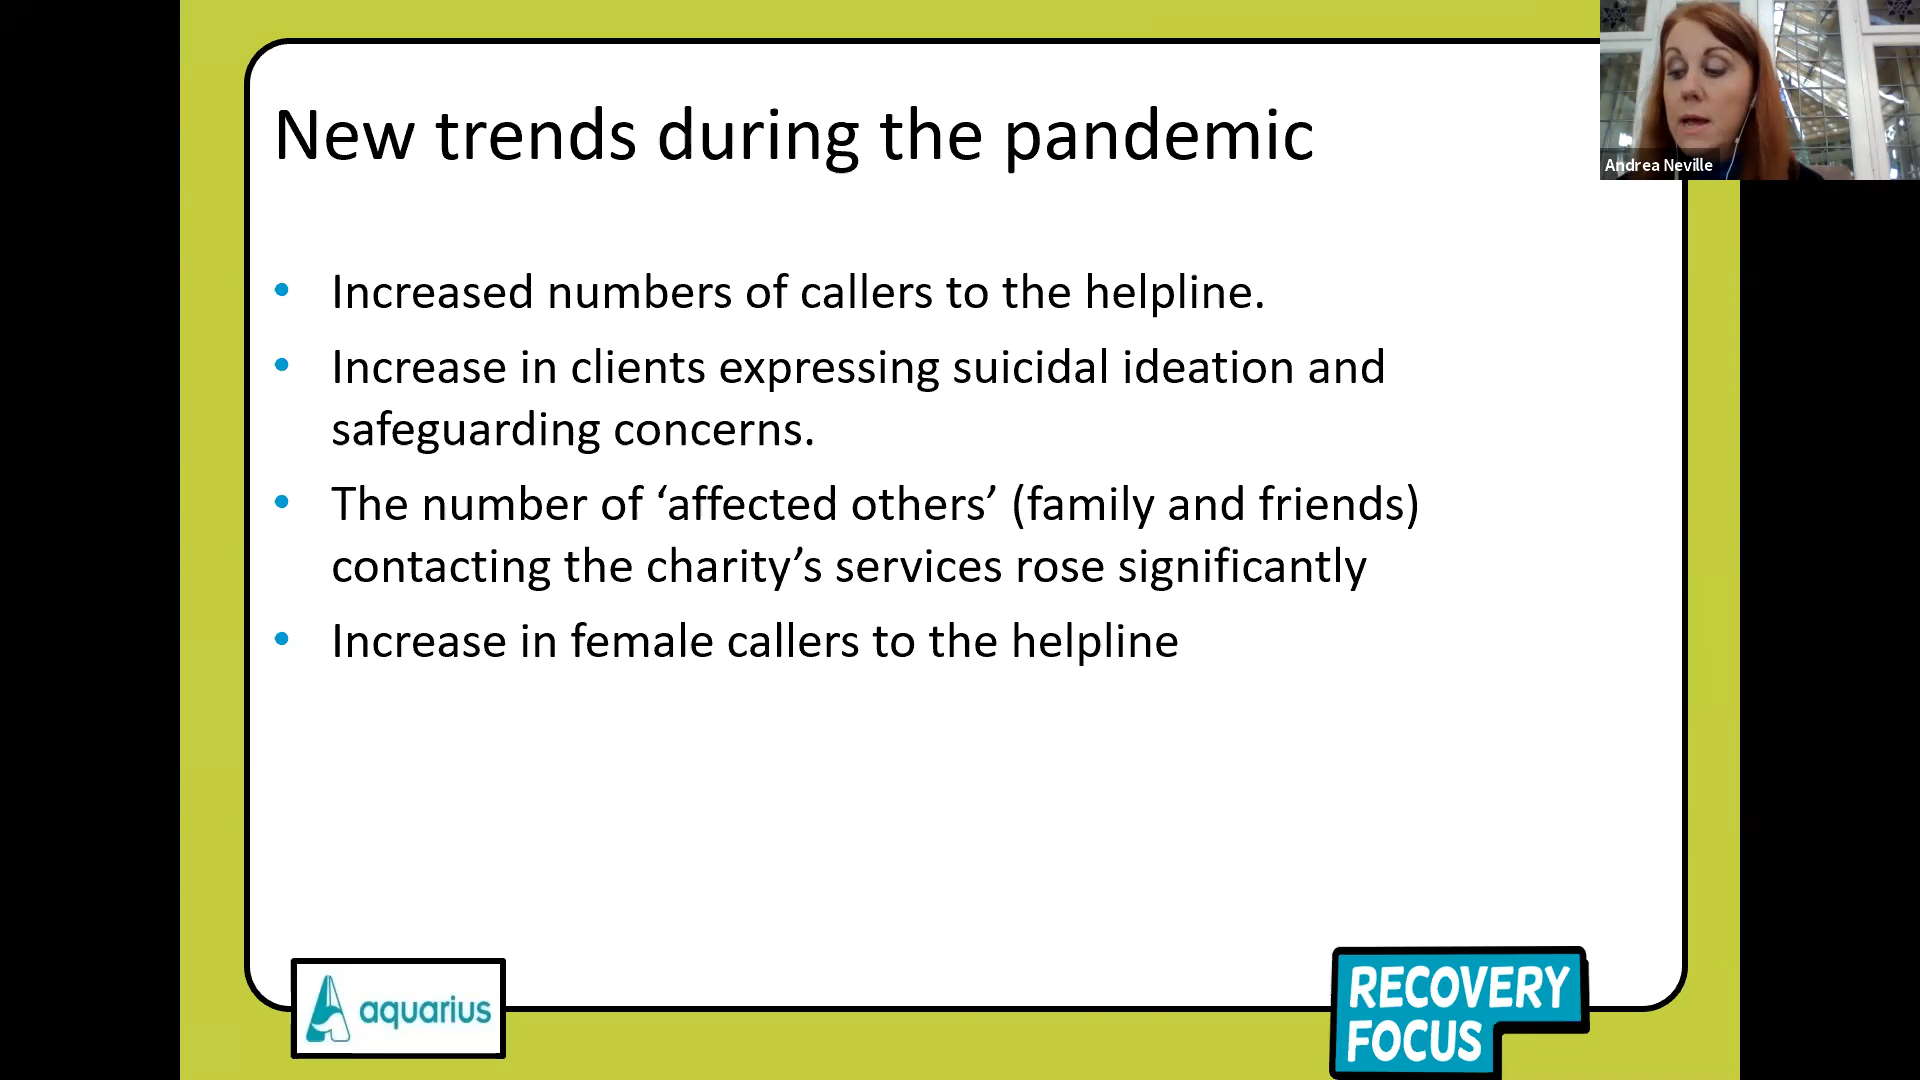 New trends during the pandemic
Andrea Neville
• Increased numbers of callers to the helpline.
• Increase in clients expressing suicidal ideation and
safeguarding concerns.
• The number of ‘affected others’ (family and friends)
contacting the charity’s services rose significantly
• Increase in female callers to the helpline
aquarius
RECOVERY
FOCUS